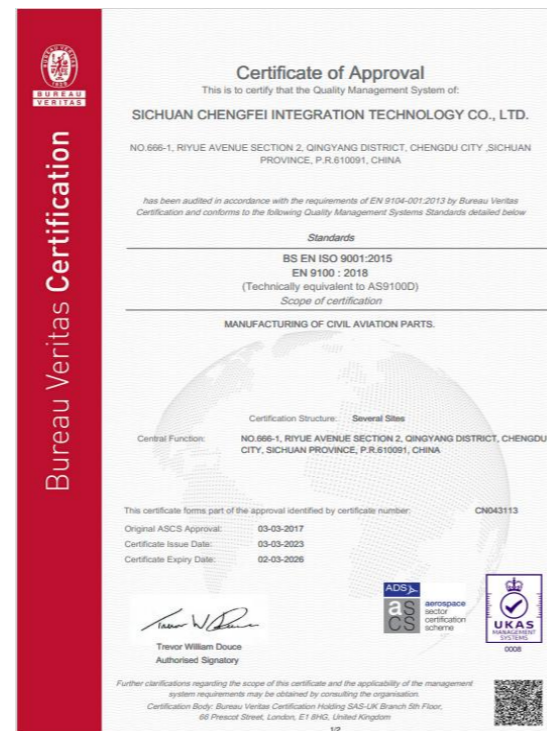 BUREAU
VERITAS
Bureau Veritas Certification
Certificate of Approval
This is to certify that the Quality Management System of:
SICHUAN CHENGFEI INTEGRATION TECHNOLOGY CO., LTD.
NO.666-1, RIYUE AVENUE SECTION 2, QINGYANG DISTRICT, CHENGDU CITY ,SICHUAN
PROVINCE, P.R.610091, CHINA
has been audited in accordance with the requirements of EN 9104-001:2013 by Bureau Veritas
Certification and conforms to the following Quality Management Systems Standards detailed below
Standards
BS EN ISO 9001:2015
EN 9100 : 2018
(Technically equivalent to AS9100D)
Scope of certification
MANUFACTURING OF CIVIL AVIATION PARTS.
Certification Structure: Several Sites
Central Function: NO.666-1, RIYUE AVENUE SECTION 2, QINGYANG DISTRICT, CHENGDU
CITY, SICHUAN PROVINCE, P.R.610091, CHINA
This certificate forms part of the approval identified by certificate number: CN043113
Original ASCS Approval: 03-03-2017
Certificate Issue Date: 03-03-2023
Certificate Expiry Date: 02-03-2026
ADS
as
CS
aerospace
sector
certification
scheme
UKAS
MANAGEMENT
SYSTEMS
0008
Trevor William Douce
Authorised Signatory
Further clarifications regarding the scope of this certificate and the applicability of the management
system requirements may be obtained by consulting the organisation.
Certification Body: Bureau Veritas Certification Holding SAS-UK Branch 5th Floor,
66 Prescot Street, London, E1 8HG, United Kingdom
1/2